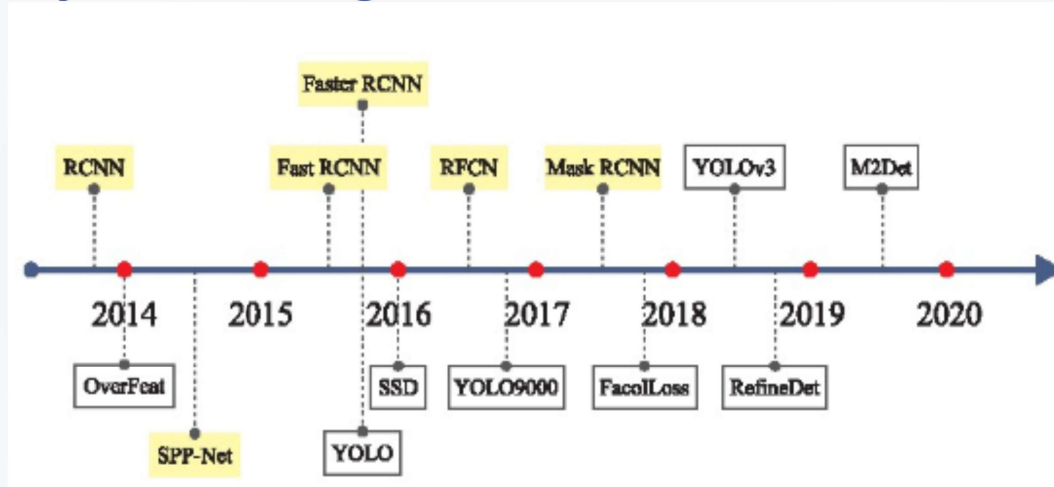 Faster RCNN
RCNN
Fast RCNN
RFCN
Mask RCNN
YOLOv3
M2Det
2014
2015
2016
2017
2018
2019
2020
OverFeat
SSD
YOLO9000
FacolLoss
RefineDet
SPP-Net
YOLO